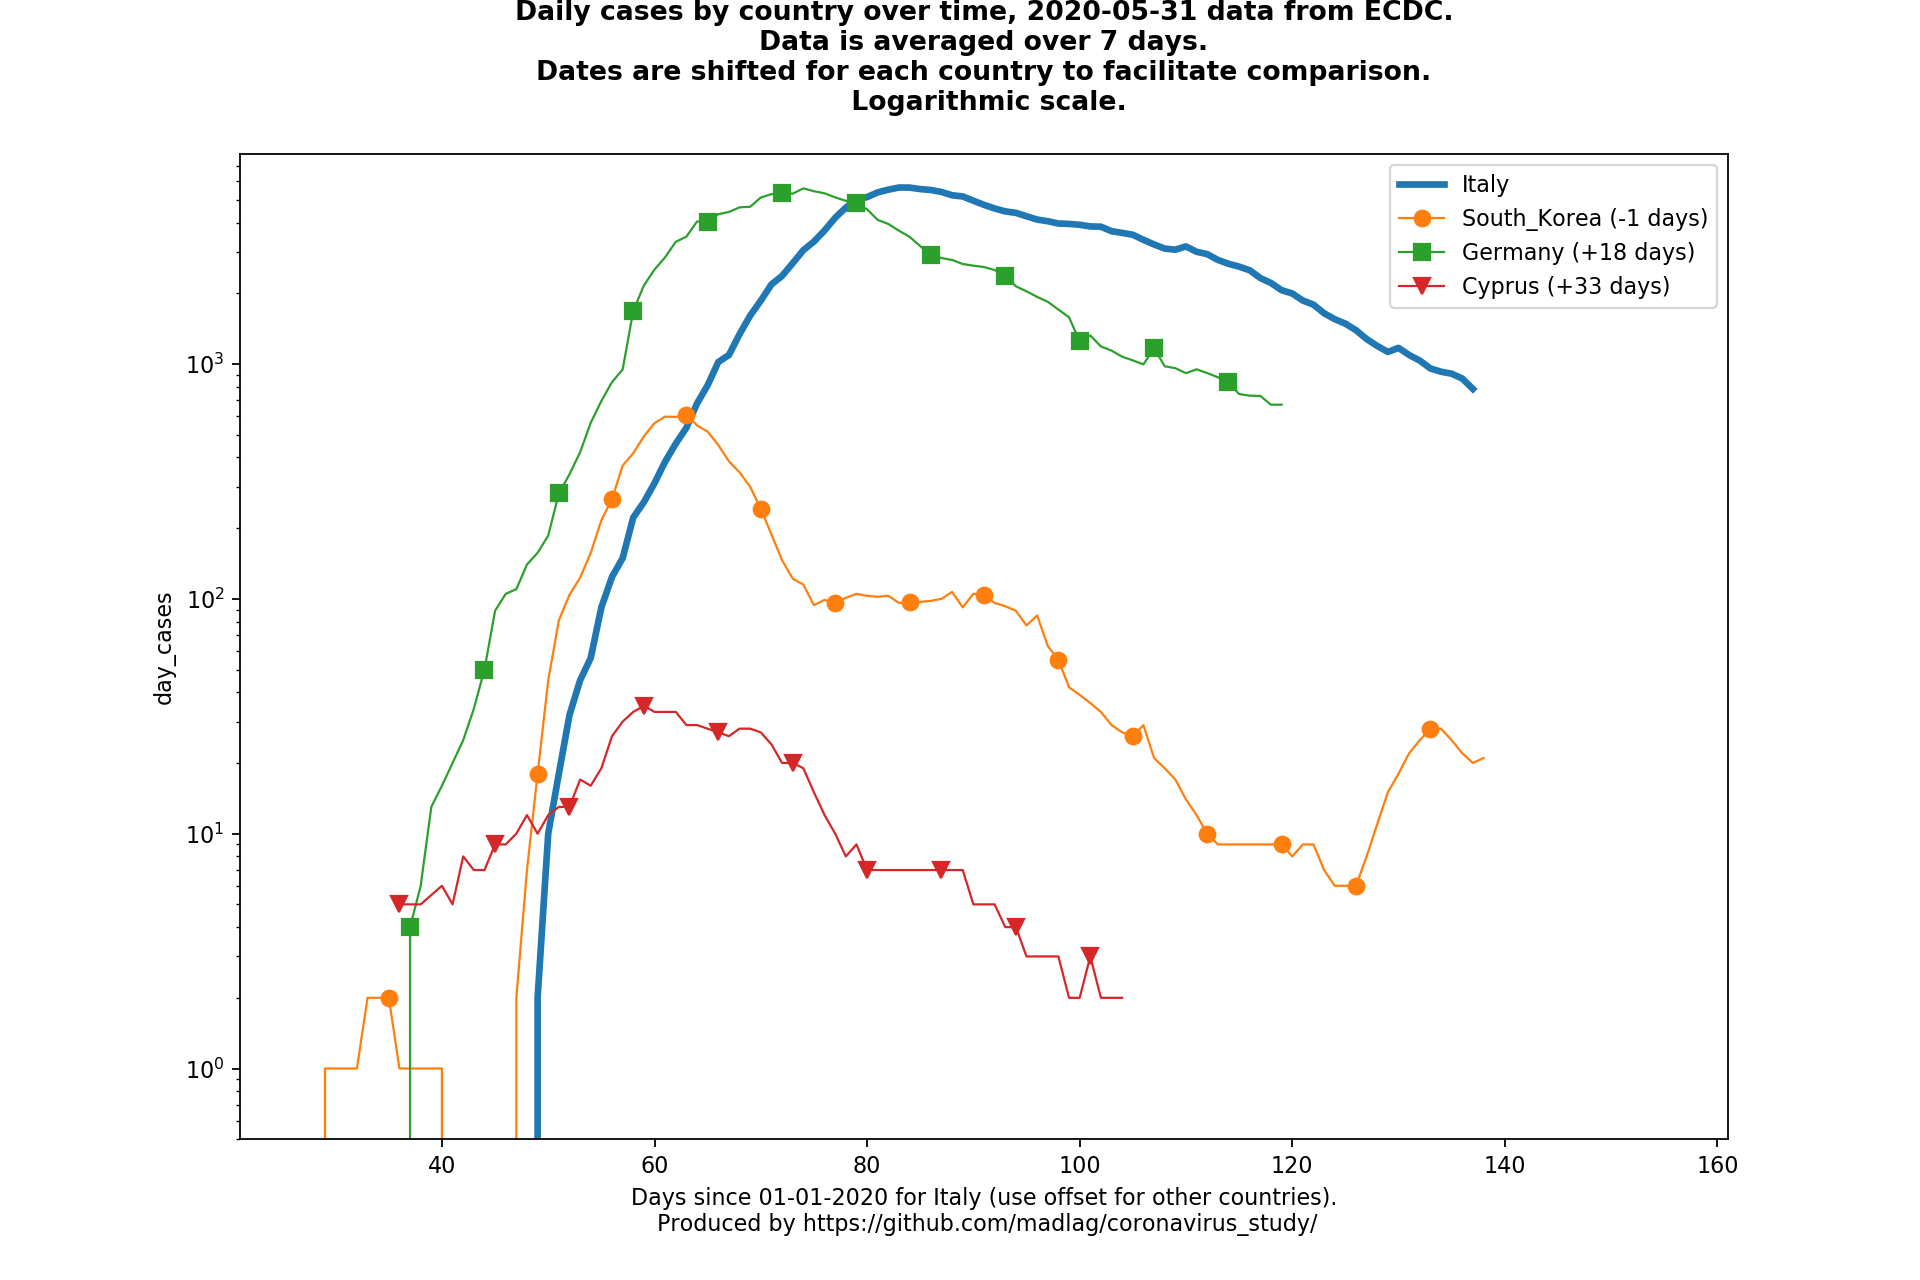 Daily cases by country over time, 2020-05-31 data from ECDC.
Data is averaged over 7 days.
Dates are shifted for each country to facilitate comparison.
Logarithmic scale.
Italy
South_Korea (-1 days)
Germany (+18 days)
Cyprus (+33 days)
10³
10²
10¹
10⁰
day_cases
40 60 80 100 120 140 160
Days since 01-01-2020 for Italy (use offset for other countries).
Produced by https://github.com/madlag/coronavirus_study/